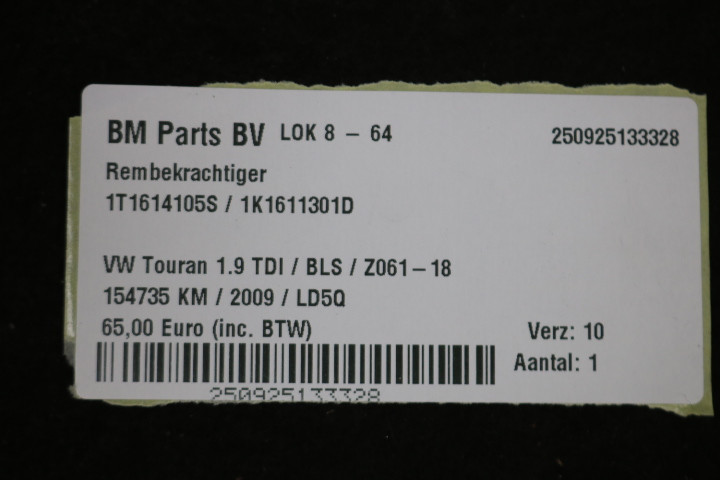 BM Parts BV LOK 8 - 64 250925133328
Rembekrachtiger
1T1614105S / 1K1611301D
VW Touran 1.9 TDI / BLS / Z061-18
154735 KM / 2009 / LD5Q
65,00 Euro (inc. BTW) Verz: 10
Aantal: 1
250925133328